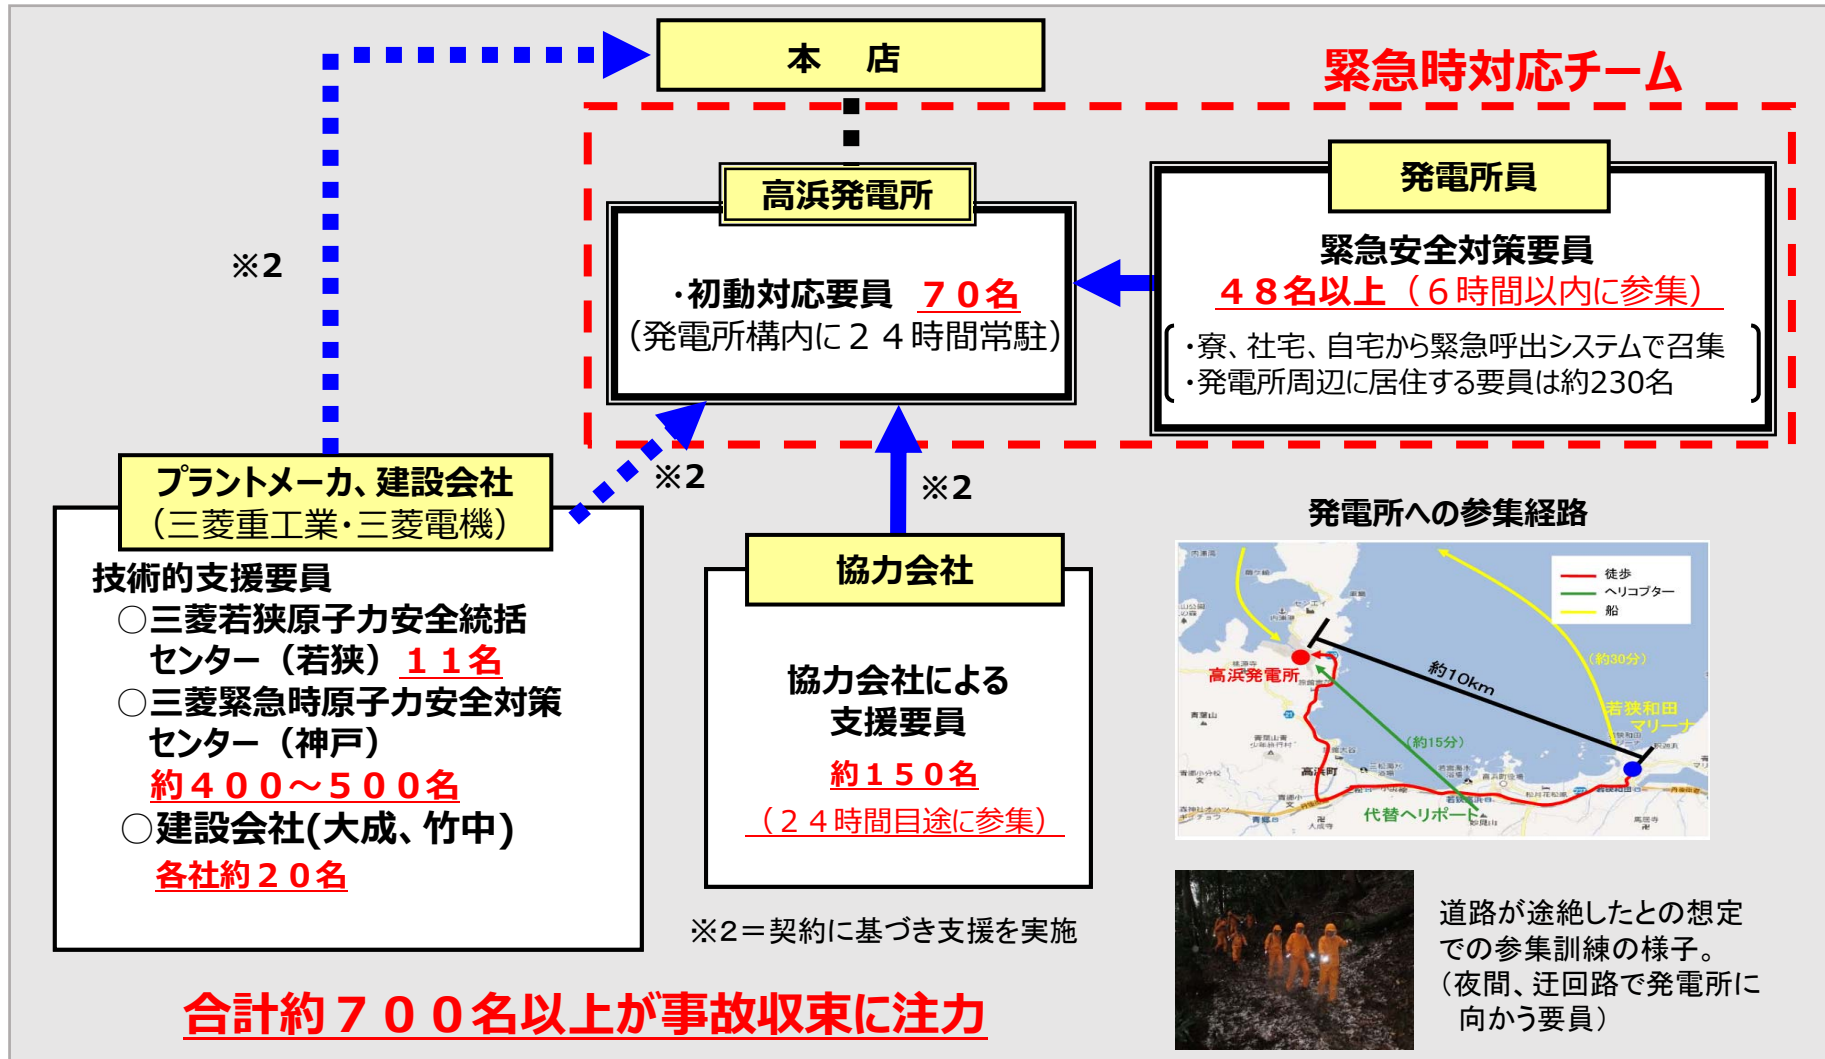 本　店
緊急時対応チーム
高浜発電所
・初動対応要員　７０名
（発電所構内に２４時間常駐）
発電所員
緊急安全対策要員
４８名以上（６時間以内に参集）
・寮、社宅、自宅から緊急呼出システムで召集
・発電所周辺に居住する要員は約230名
※2
※2
※2
プラントメーカ、建設会社
（三菱重工業・三菱電機）
技術的支援要員
○三菱若狭原子力安全統括
センター（若狭）１１名
○三菱緊急時原子力安全対策
センター（神戸）
約４００～５００名
○建設会社(大成、竹中)
各社約２０名
協力会社
協力会社による
支援要員
約１５０名
（２４時間目途に参集）
※2＝契約に基づき支援を実施
合計約７００名以上が事故収束に注力
発電所への参集経路
徒歩
ヘリコプター
船
高浜発電所
約10km
（約30分）
若狭和田
マリーナ
（約15分）
高浜町
代替ヘリポート
内浦湾
青葉山
道路が途絶したとの想定
での参集訓練の様子。
（夜間、迂回路で発電所に
向かう要員）